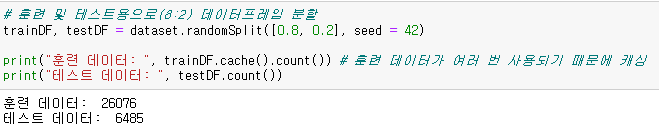 # 훈련 및 테스트용으로(8:2) 데이터프레임 분할
trainDF, testDF = dataset.randomSplit([0.8, 0.2], seed = 42)
print("훈련 데이터: ", trainDF.cache().count()) # 훈련 데이터가 여러 번 사용되기 때문에 캐싱
print("테스트 데이터: ", testDF.count())
훈련 데이터:  26076
테스트 데이터:  6485